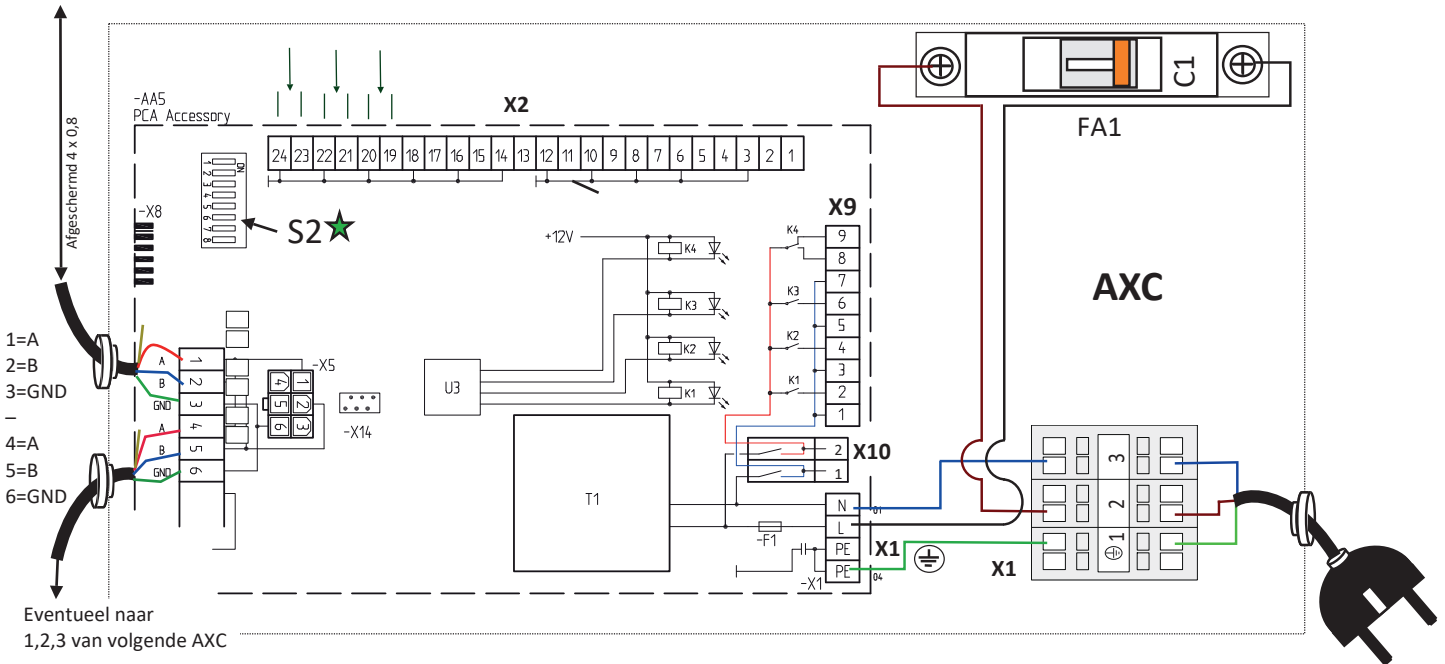 Afgeschermd 4 x 0,8
-AA5
PCA Accessory
X2
24 23 22 21 20 19 18 17 16 15 14 13 12 11 10 9 8 7 6 5 4 3 2 1
C1
FA1
1 2 3 4 5 6 7 8
ON
-X8
S2
X9
9
8
7
6
5
4
3
2
1
+12V
K4
K3
K2
K1
K4
K3
K2
K1
AXC
1=A
2=B
3=GND
–
4=A
5=B
6=GND
A
B
GND
A
B
GND
1
2
3
4
5
6
-X5
4 1
5 2
6 3
-X14
U3
T1
X10
2
1
N
L
PE
PE
01
04
-F1
X1
-X1
3
2
1
X1
Eventueel naar
1,2,3 van volgende AXC